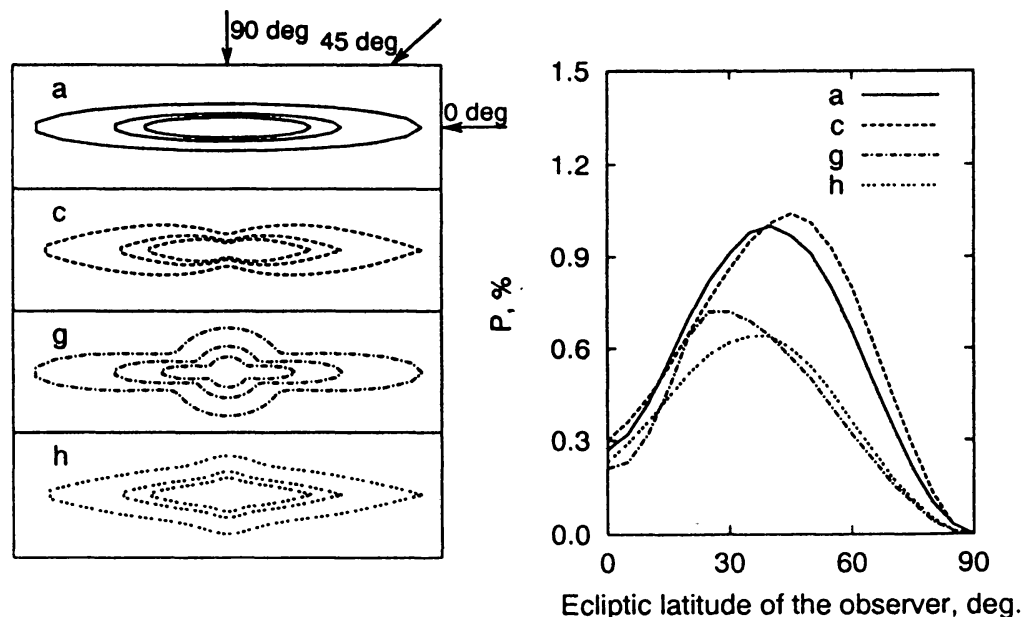 90 deg
45 deg
0 deg
a
c
g
h
P, %
1.5
1.2
0.9
0.6
0.3
0.0
a
c
g
h
0 30 60 90
Ecliptic latitude of the observer, deg.